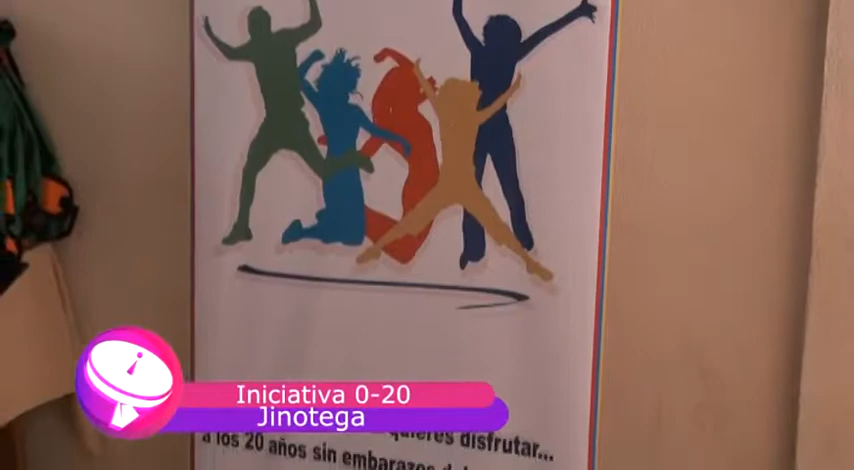 Iniciativa 0-20
Jinotega
quieres disfrutar...
a los 20 años sin embarazos